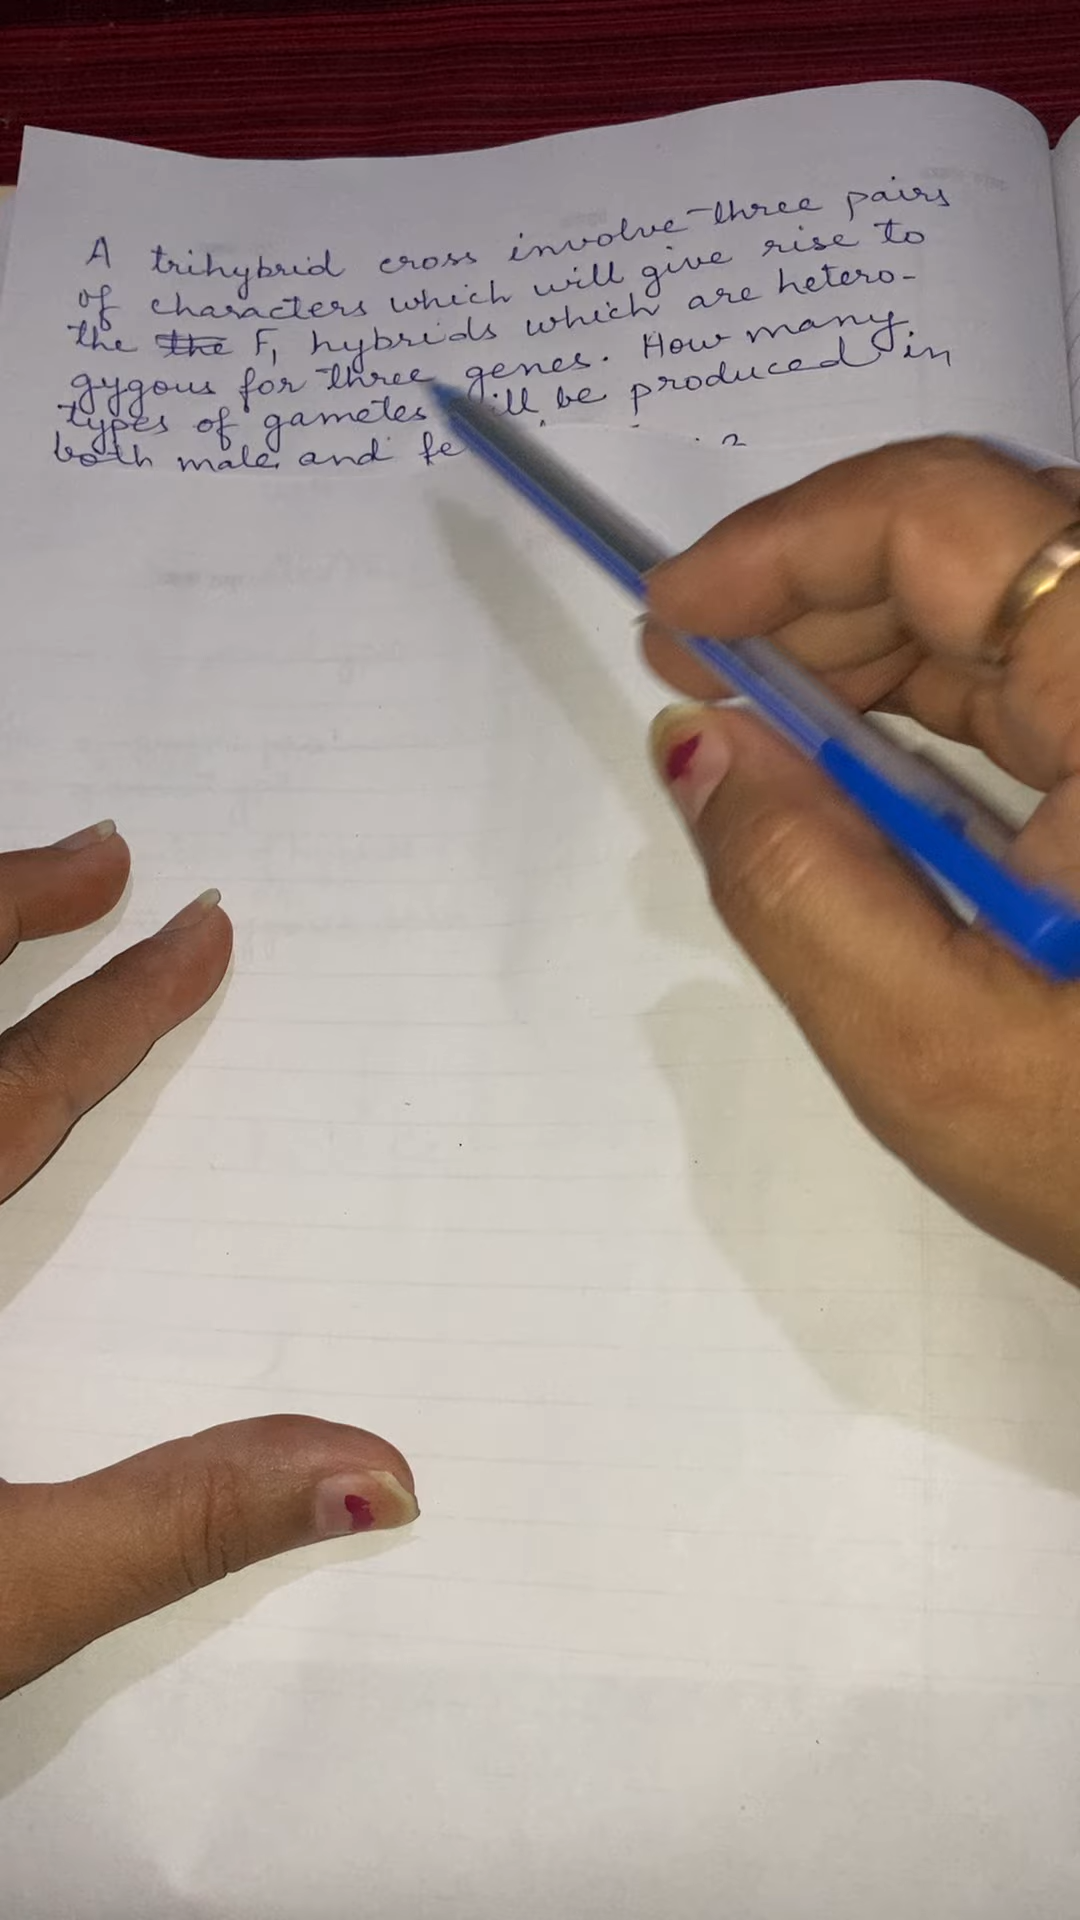 A trihybrid cross involve three pairs
of characters which will give rise to
the the F1 hybrids which are hetero-
gygous for three genes. How many
types of gametes will be produced in
both male and fe ?